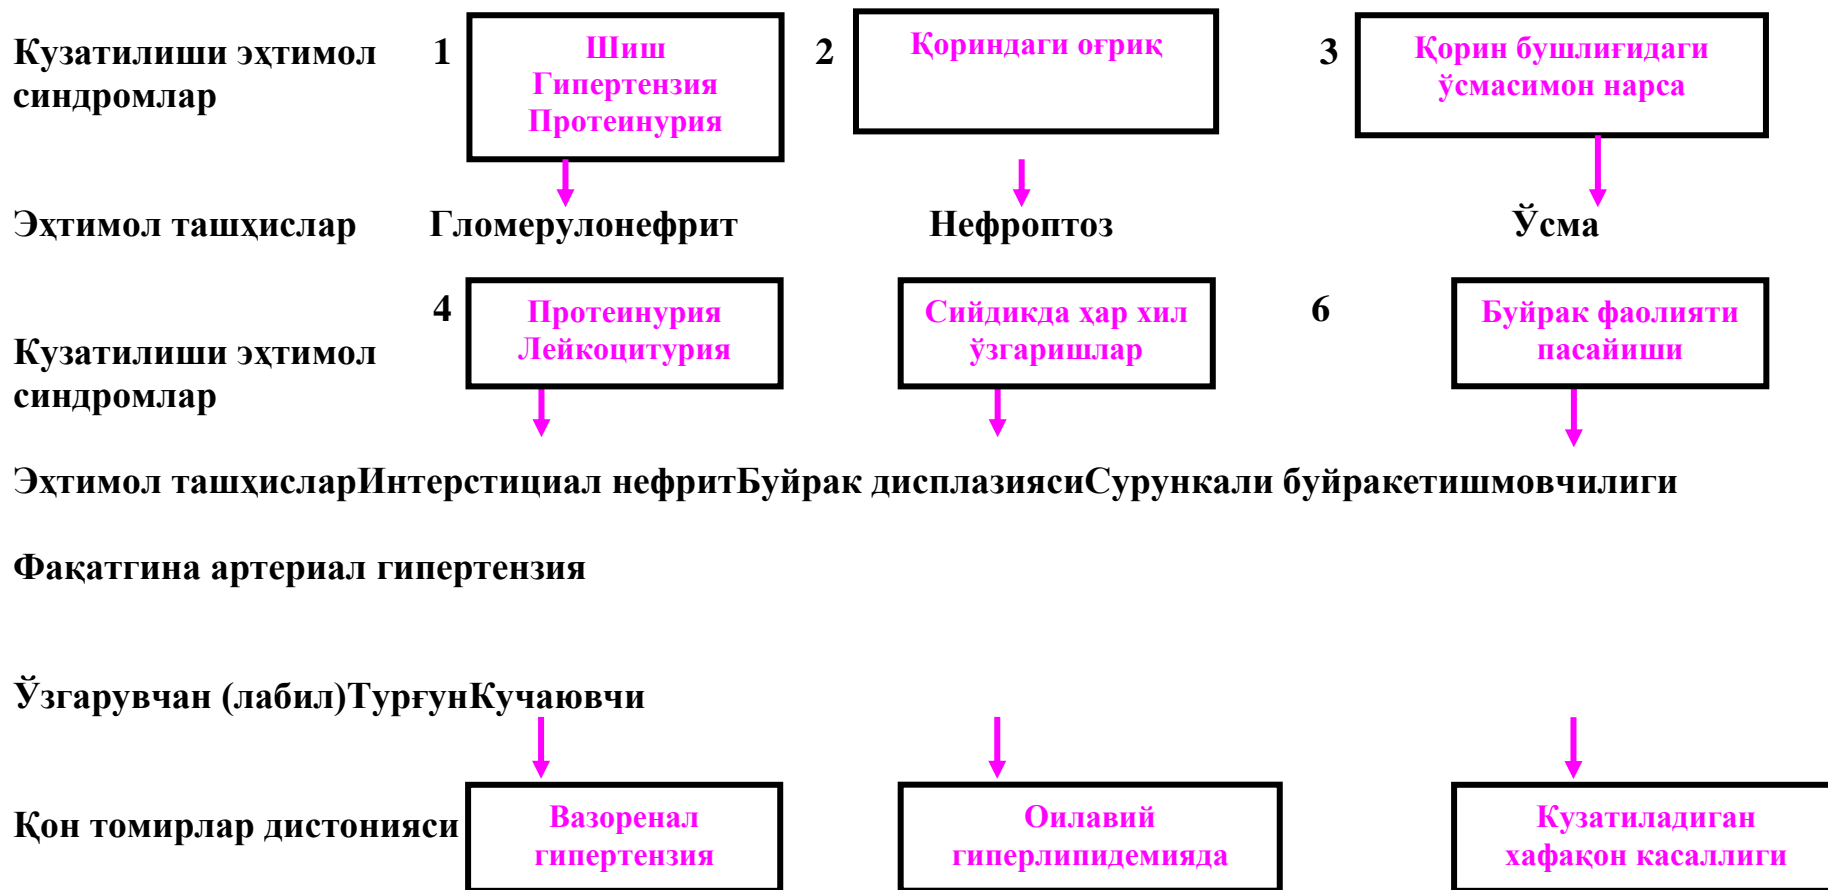 Кузатилиши эҳтимол
синдромлар
1
Шиш
Гипертензия
Протеинурия
2
Қориндаги оғриқ
3
Қорин бушлиғидаги
ўсмасимон нарса
Эҳтимол ташҳислар
Гломерулонефрит
Нефроптоз
Ўсма
Кузатилиши эҳтимол
синдромлар
4
Протеинурия
Лейкоцитурия
Сийдикда ҳар хил
ўзгаришлар
6
Буйрак фаолияти
пасайиши
Эҳтимол ташҳисларИнтерстициал нефритБуйрак дисплазиясиСурункали буйракетишмовчилиги
Фақатгина артериал гипертензия
Ўзгарувчан (лабил)ТурғунКучаювчи
Қон томирлар дистонияси
Вазоренал
гипертензия
Оилавий
гиперлипидемияда
Кузатиладиган
хафақон касаллиги